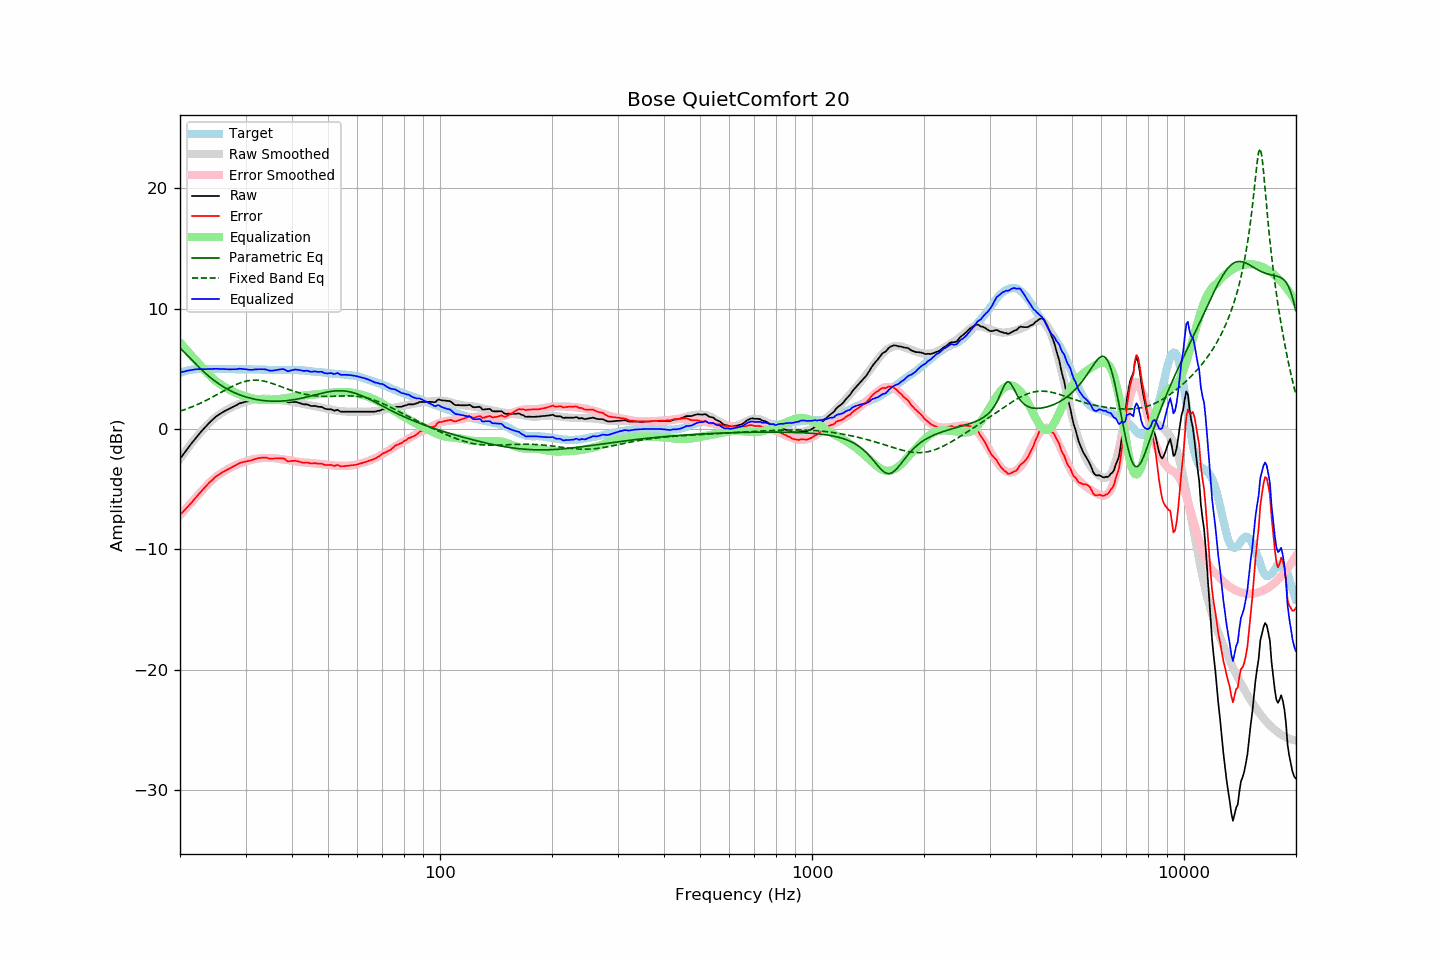 Bose QuietComfort 20
Target
Raw Smoothed
Error Smoothed
Raw
Error
Equalization
Parametric Eq
Fixed Band Eq
Equalized
20
10
0
−10
−20
−30
Amplitude (dBr)
100
1000
10000
Frequency (Hz)